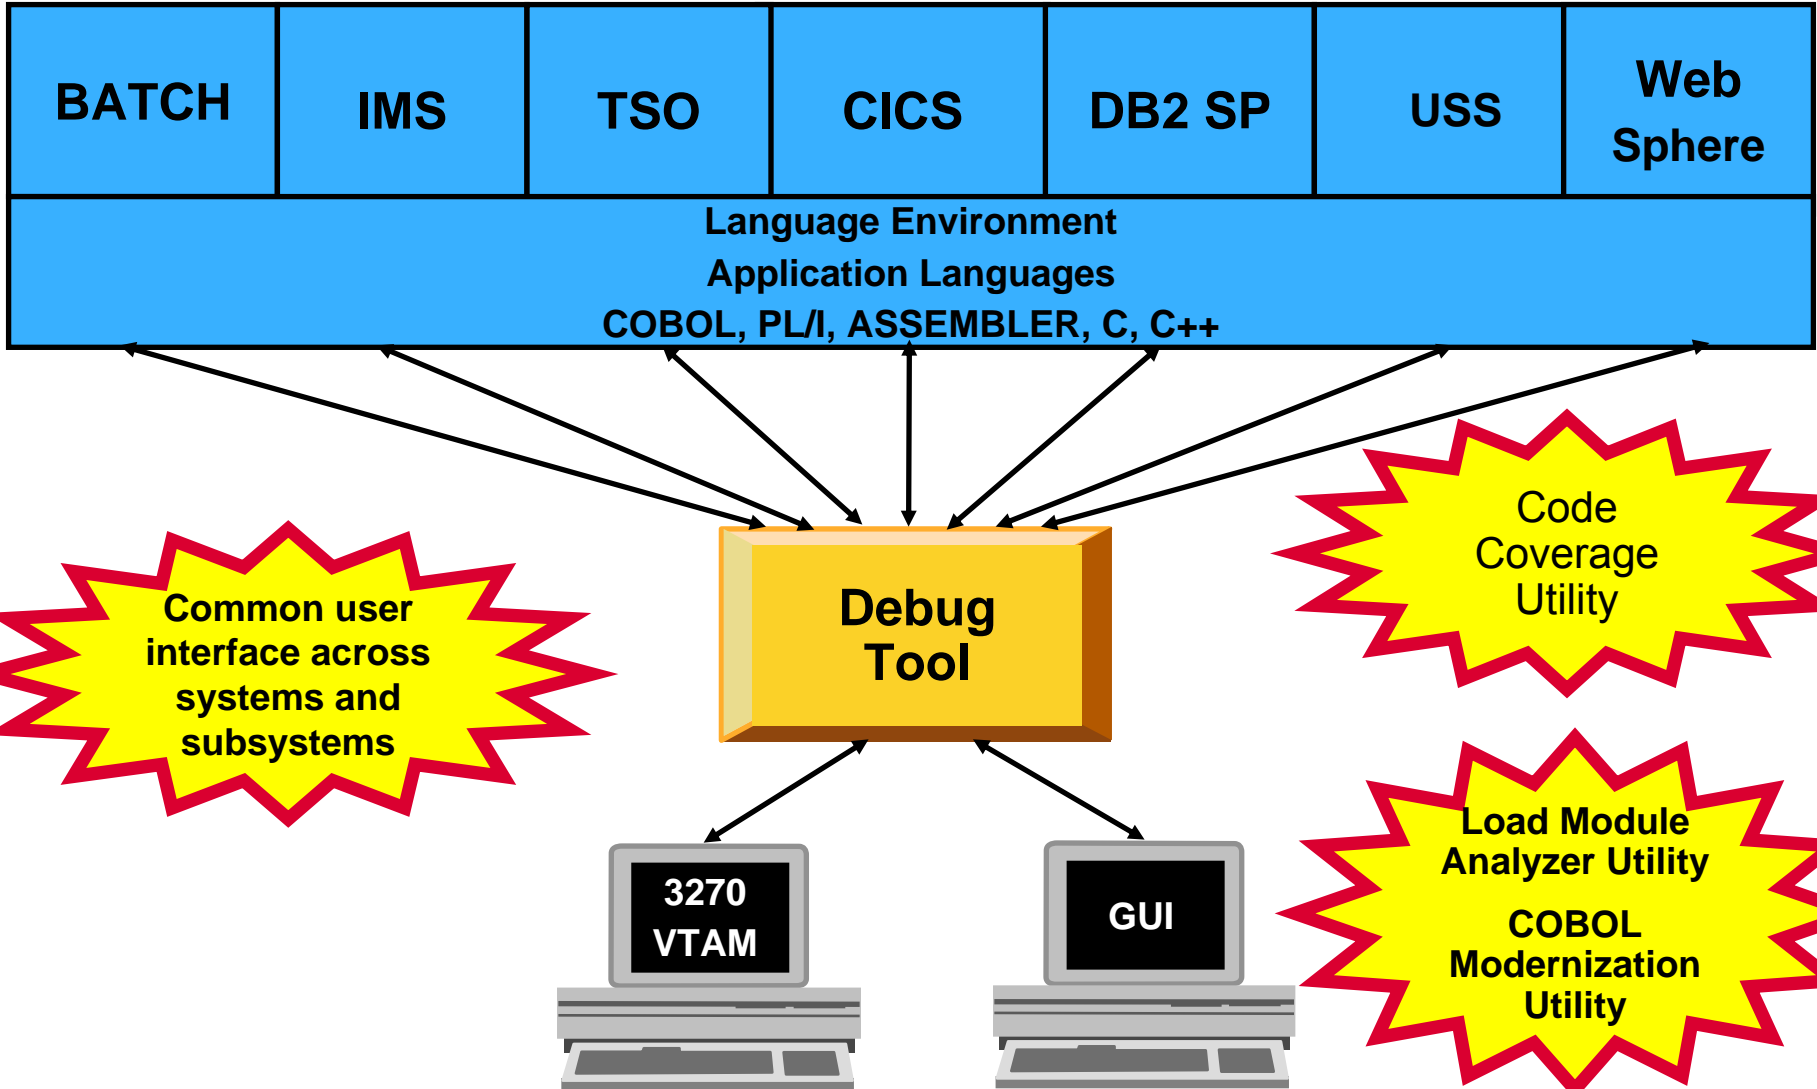 BATCH
IMS
TSO
CICS
DB2 SP
USS
Web
Sphere
Language Environment
Application Languages
COBOL, PL/I, ASSEMBLER, C, C++
Code
Coverage
Utility
Common user
interface across
systems and
subsystems
Debug
Tool
Load Module
Analyzer Utility
COBOL
Modernization
Utility
3270
VTAM
GUI